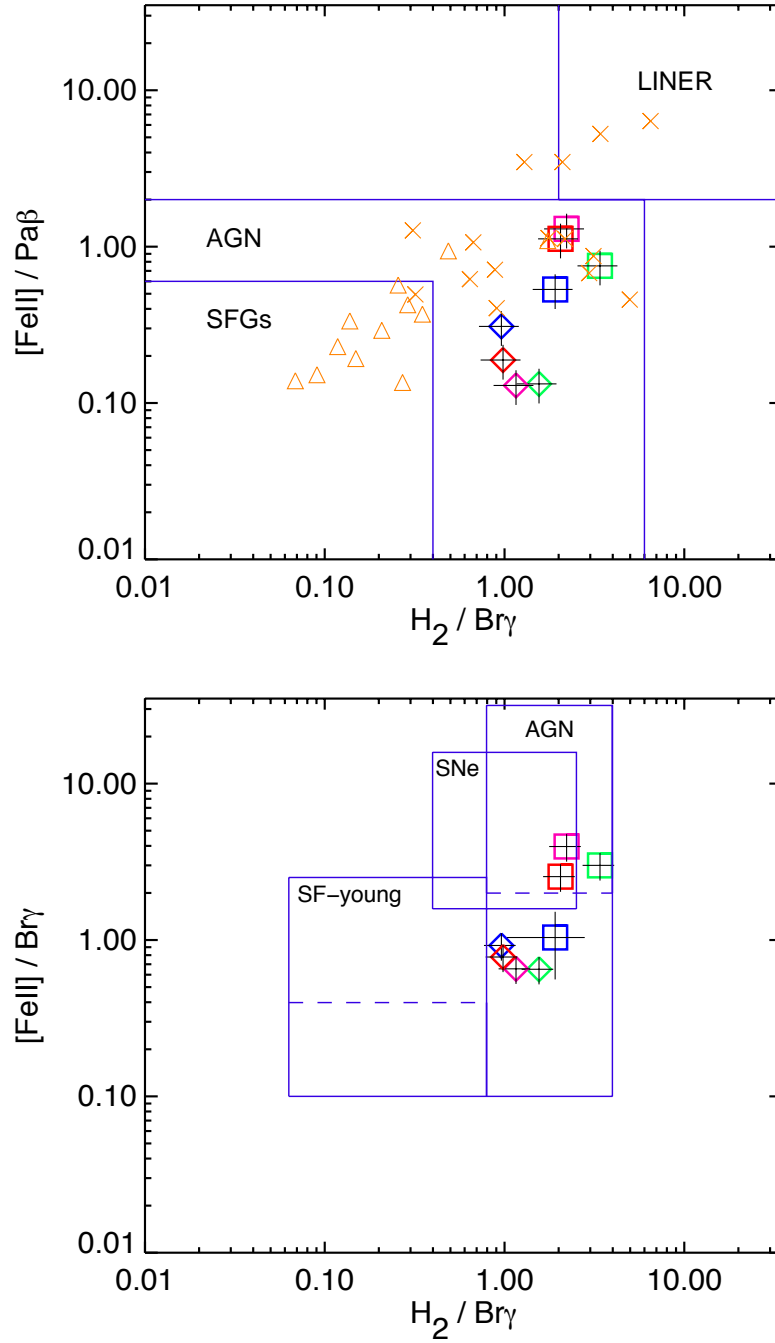 10.00
1.00
0.10
0.01
[FeII] / Paβ
LINER
AGN
SFGs
0.01 0.10 1.00 10.00
H2 / Brγ
10.00
1.00
0.10
0.01
[FeII] / Brγ
AGN
SNe
SF−young
0.01 0.10 1.00 10.00
H2 / Brγ